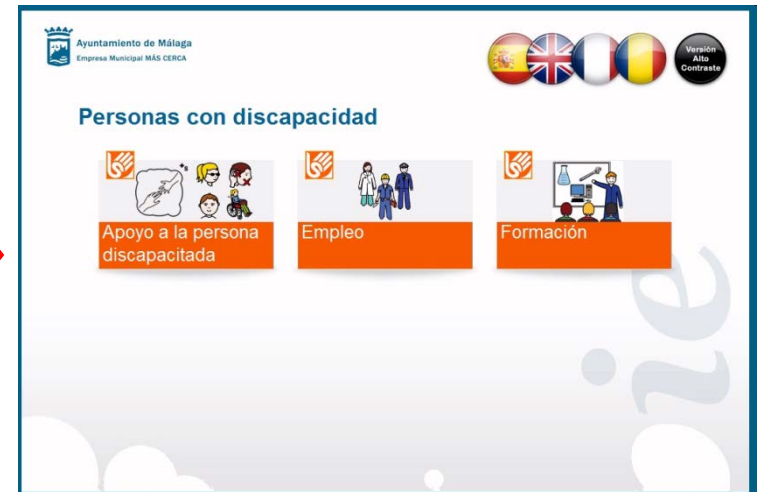 Ayuntamiento de Málaga
Empresa Municipal MÁS CERCA
Versión
Alto
Contraste
Personas con discapacidad
Apoyo a la persona
discapacitada
Empleo
Formación
ie